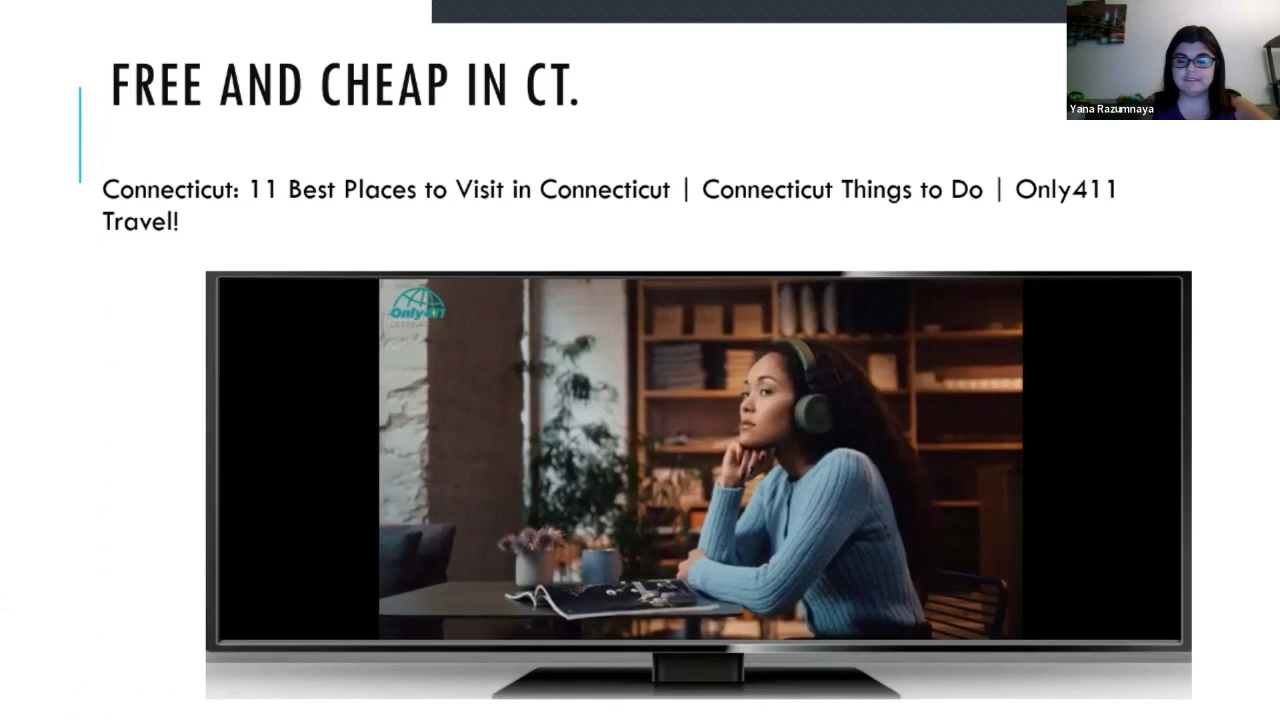 FREE AND CHEAP IN CT.
Yana Razumnaya
Connecticut: 11 Best Places to Visit in Connecticut | Connecticut Things to Do | Only411
Travel!
Only411